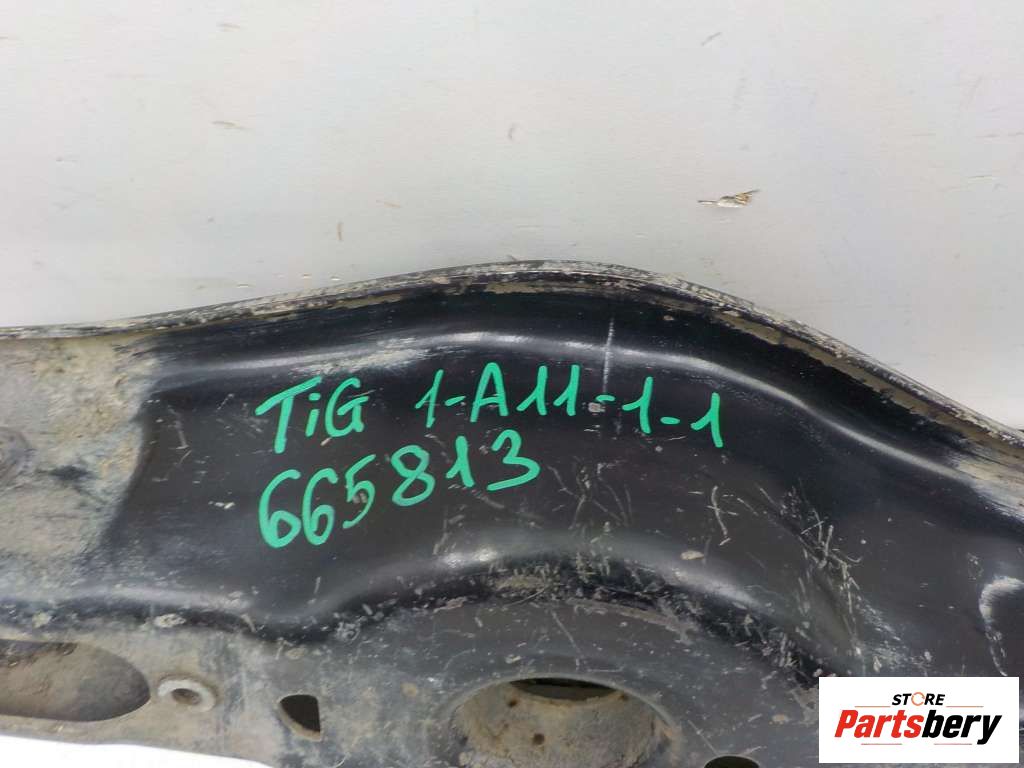 TiG 1-A11-1-1
665813
STORE
Partsbery